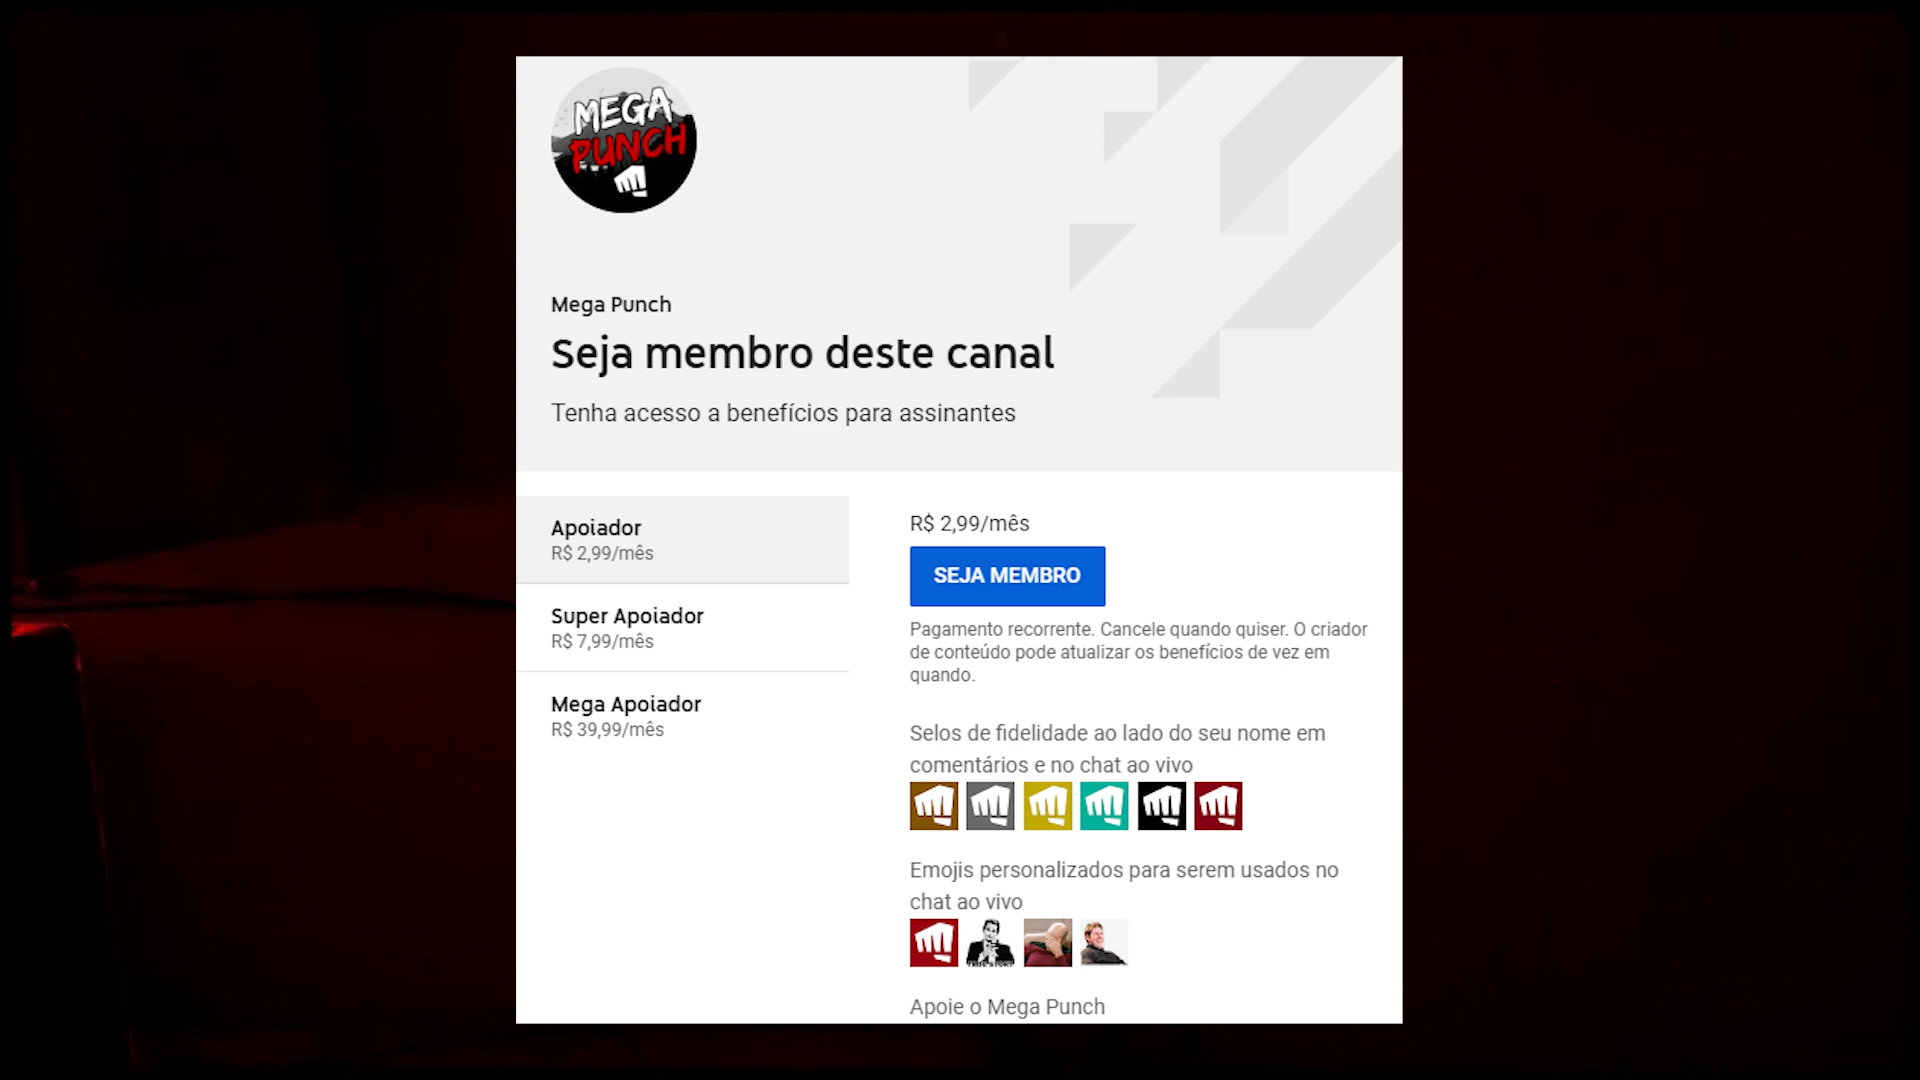 MEGA
PUNCH
Mega Punch
Seja membro deste canal
Tenha acesso a benefícios para assinantes
Apoiador
R$ 2,99/mês
Super Apoiador
R$ 7,99/mês
Mega Apoiador
R$ 39,99/mês
R$ 2,99/mês
SEJA MEMBRO
Pagamento recorrente. Cancele quando quiser. O criador
de conteúdo pode atualizar os benefícios de vez em
quando.
Selos de fidelidade ao lado do seu nome em
comentários e no chat ao vivo
Emojis personalizados para serem usados no
chat ao vivo
TRUE STORY
Apoie o Mega Punch